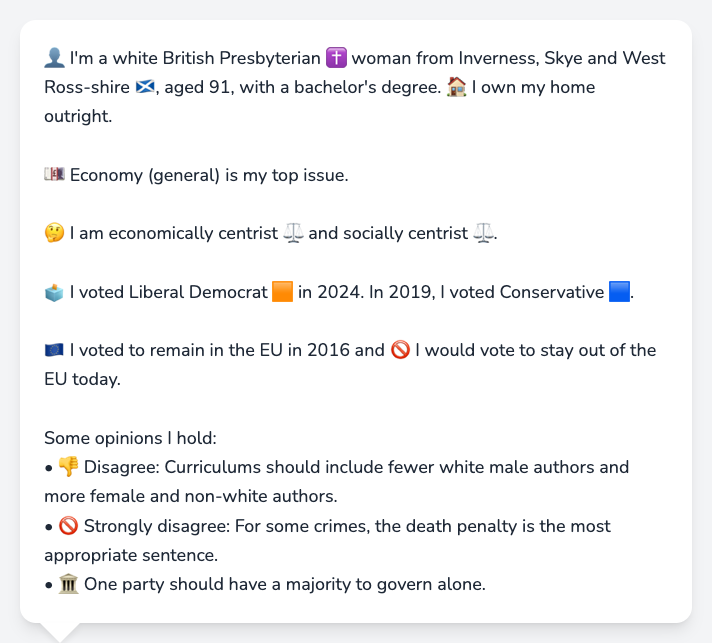 👤 I'm a white British Presbyterian ✝️ woman from Inverness, Skye and West
Ross-shire 🏴󠁧󠁢󠁳󠁣󠁴󠁿, aged 91, with a bachelor's degree. 🏠 I own my home
outright.
💷 Economy (general) is my top issue.
🤔 I am economically centrist ⚖️ and socially centrist ⚖️.
🗳️ I voted Liberal Democrat 🟧 in 2024. In 2019, I voted Conservative 🟦.
🇪🇺 I voted to remain in the EU in 2016 and 🚫 I would vote to stay out of the
EU today.
Some opinions I hold:
• 👎 Disagree: Curriculums should include fewer white male authors and
more female and non-white authors.
• 🚫 Strongly disagree: For some crimes, the death penalty is the most
appropriate sentence.
• 🏛️ One party should have a majority to govern alone.